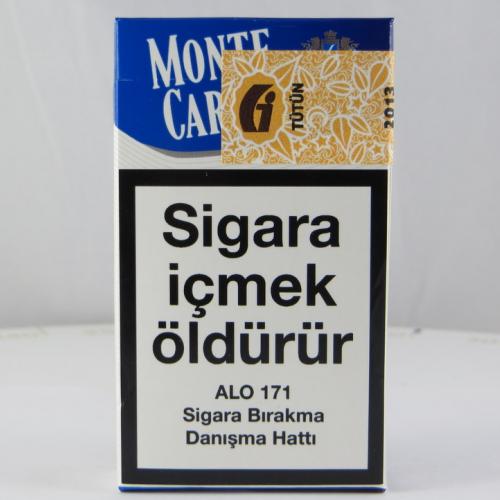 MONTE
CAR
TÜTÜN
2013
Sigara
içmek
öldürür
ALO 171
Sigara Bırakma
Danışma Hattı